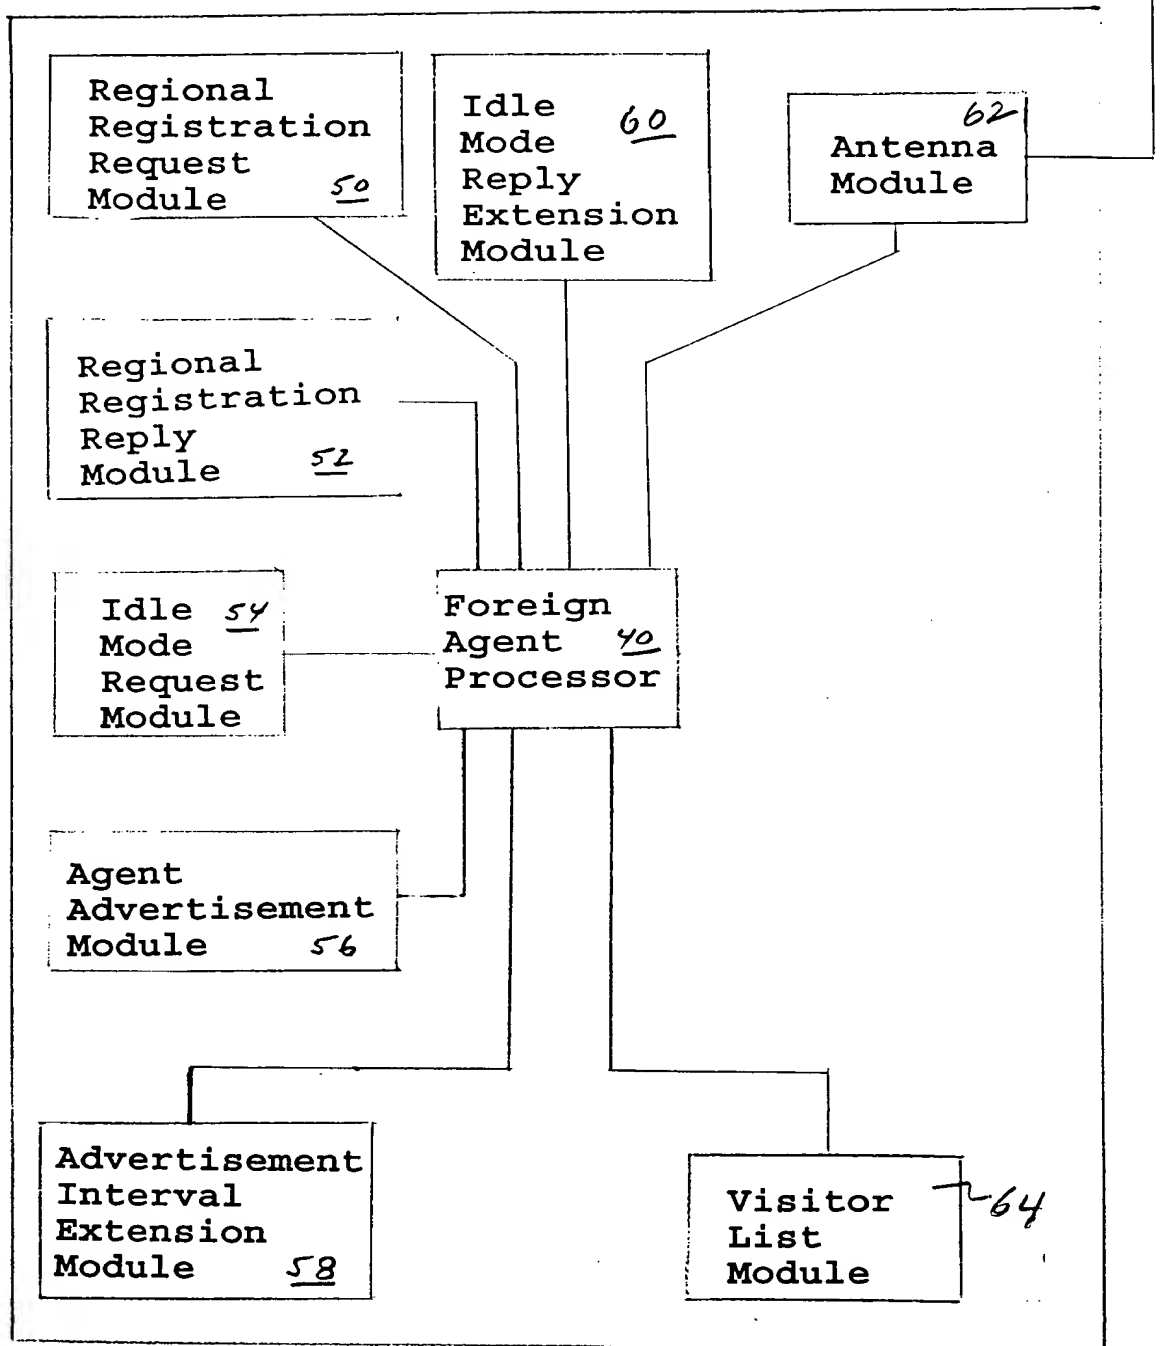 Regional
Registration
Request
Module 50
Idle
Mode 60
Reply
Extension
Module
62
Antenna
Module
Regional
Registration
Reply
Module 52
Idle 54
Mode
Request
Module
Foreign
Agent 40
Processor
Agent
Advertisement
Module 56
Advertisement
Interval
Extension
Module 58
Visitor 64
List
Module